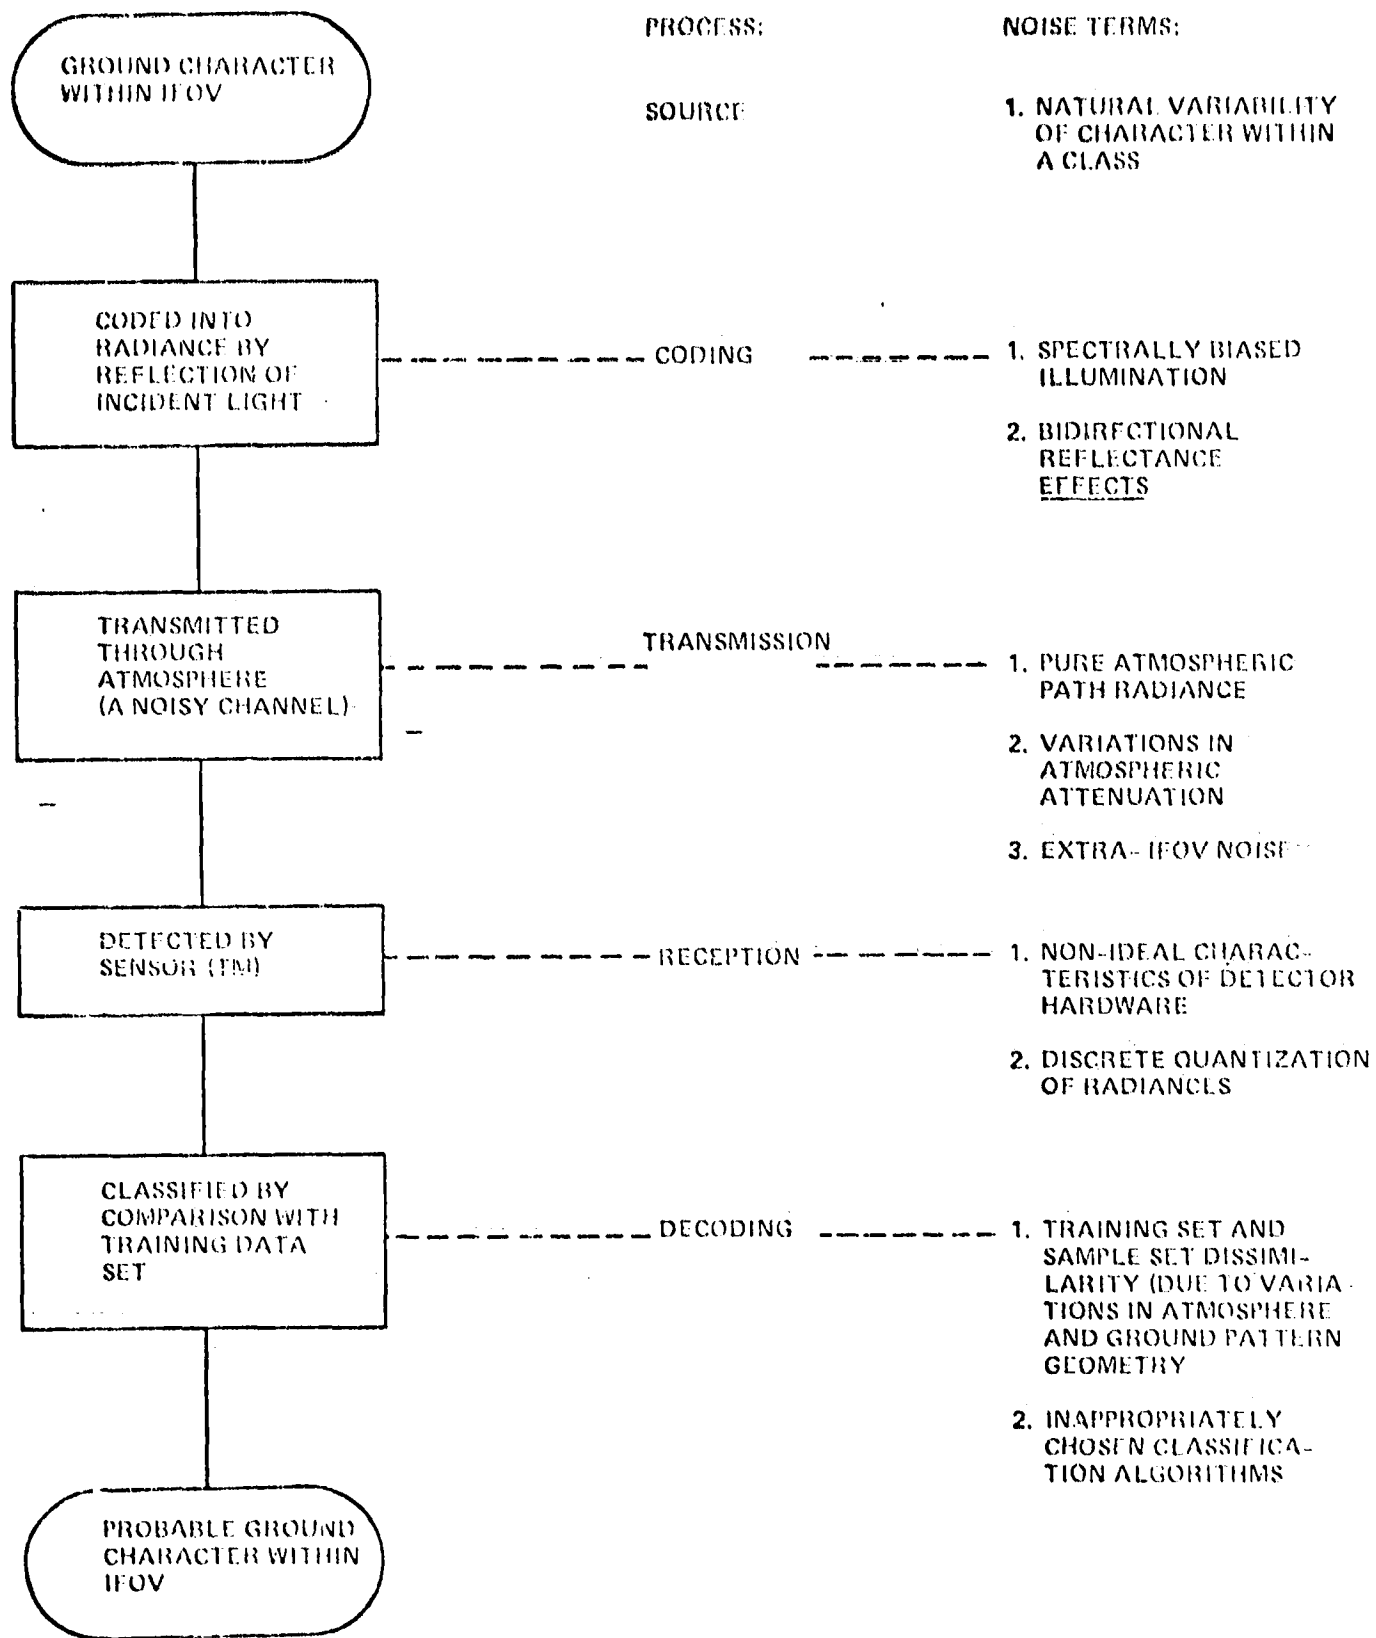 PROCESS:
NOISE TERMS:
GROUND CHARACTER
WITHIN IFOV
SOURCE
1. NATURAL VARIABILITY
OF CHARACTER WITHIN
A CLASS
CODED INTO
RADIANCE BY
REFLECTION OF
INCIDENT LIGHT
CODING
1. SPECTRALLY BIASED
ILLUMINATION
2. BIDIRECTIONAL
REFLECTANCE
EFFECTS
TRANSMITTED
THROUGH
ATMOSPHERE
(A NOISY CHANNEL)
TRANSMISSION
1. PURE ATMOSPHERIC
PATH RADIANCE
2. VARIATIONS IN
ATMOSPHERIC
ATTENUATION
3. EXTRA- IFOV NOISE
DETECTED BY
SENSOR (TM)
RECEPTION
1. NON-IDEAL CHARAC-
TERISTICS OF DETECTOR
HARDWARE
2. DISCRETE QUANTIZATION
OF RADIANCES
CLASSIFIED BY
COMPARISON WITH
TRAINING DATA
SET
DECODING
1. TRAINING SET AND
SAMPLE SET DISSIMI-
LARITY (DUE TO VARIA-
TIONS IN ATMOSPHERE
AND GROUND PATTERN
GEOMETRY
2. INAPPROPRIATELY
CHOSEN CLASSIFICA-
TION ALGORITHMS
PROBABLE GROUND
CHARACTER WITHIN
IFOV